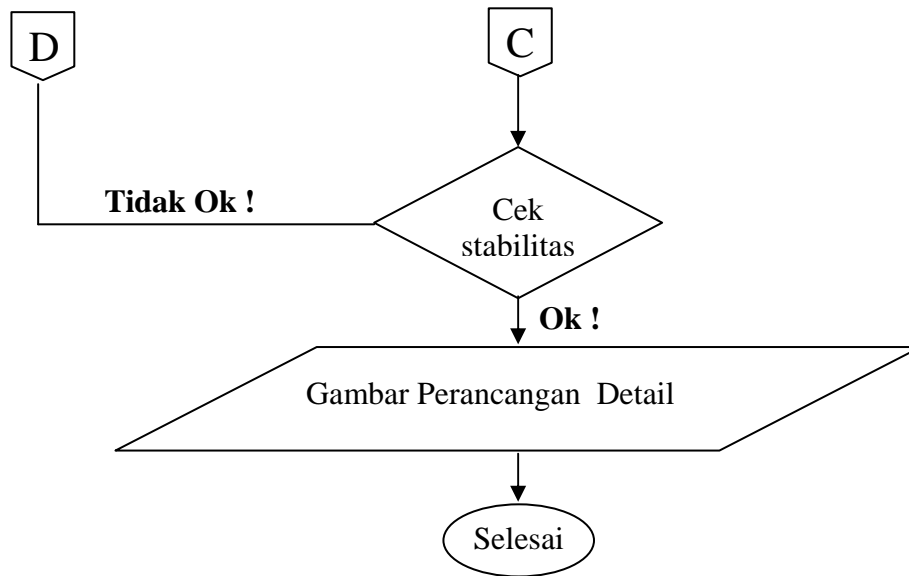 D
C
Tidak Ok !
Cek
stabilitas
Ok !
Gambar Perancangan  Detail
Selesai